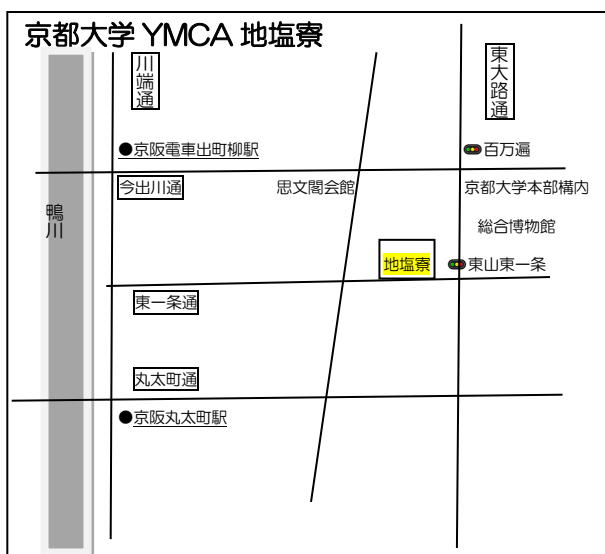 京都大学 YMCA 地塩寮
川端通
東大路通
●京阪電車出町柳駅
百万遍
今出川通
思文閣会館
京都大学本部構内
鴨川
総合博物館
地塩寮
東山東一条
東一条通
丸太町通
●京阪丸太町駅